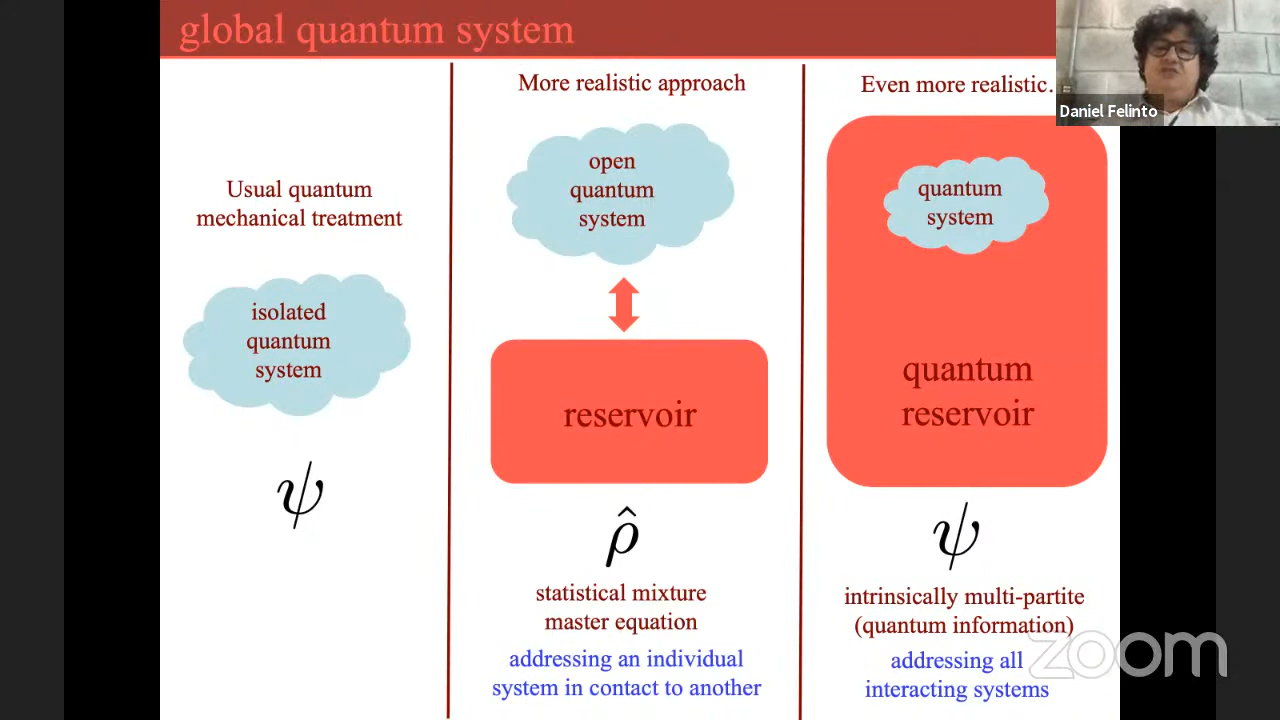 global quantum system
Daniel Felinto
Usual quantum
mechanical treatment
isolated
quantum
system
ψ
More realistic approach
open
quantum
system
reservoir
ρ̂
statistical mixture
master equation
addressing an individual
system in contact to another
Even more realistic.
quantum
system
quantum
reservoir
ψ
intrinsically multi-partite
(quantum information)
addressing all
interacting systems
zoom